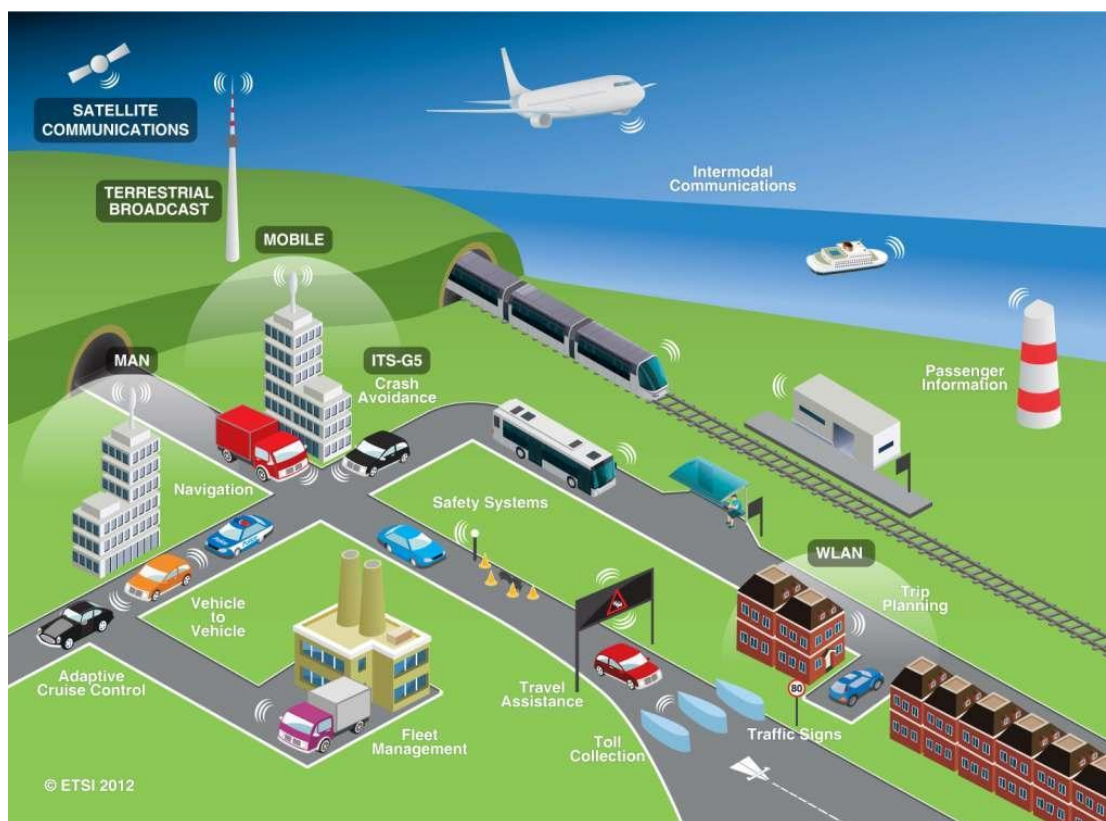 SATELLITE
COMMUNICATIONS
TERRESTRIAL
BROADCAST
Intermodal
Communications
MOBILE
MAN
ITS-G5
Crash
Avoidance
Passenger
Information
Navigation
Safety Systems
WLAN
Trip
Planning
Vehicle
to
Vehicle
Adaptive
Cruise Control
Travel
Assistance
80
Fleet
Management
Toll
Collection
Traffic Signs
© ETSI 2012